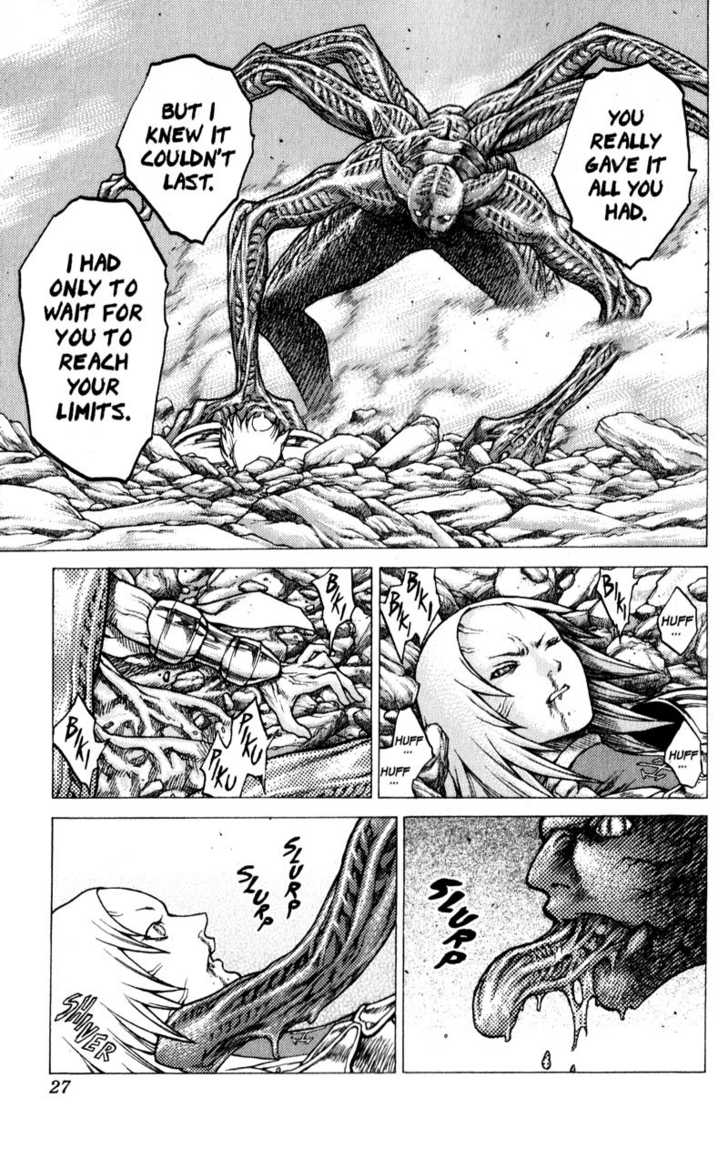 YOU
REALLY
GAVE IT
ALL YOU
HAD.
BUT I
KNEW IT
COULDN'T
LAST.
I HAD
ONLY TO
WAIT FOR
YOU TO
REACH
YOUR
LIMITS.
BIKI
BIKI
BIKI
HUFF
...
HUFF
...
HUFF
...
HUFF
...
BIKI
BIKI
BIKI
PIKU
PIKU
SLURP
SLURP
SLURP
SHIVER
27